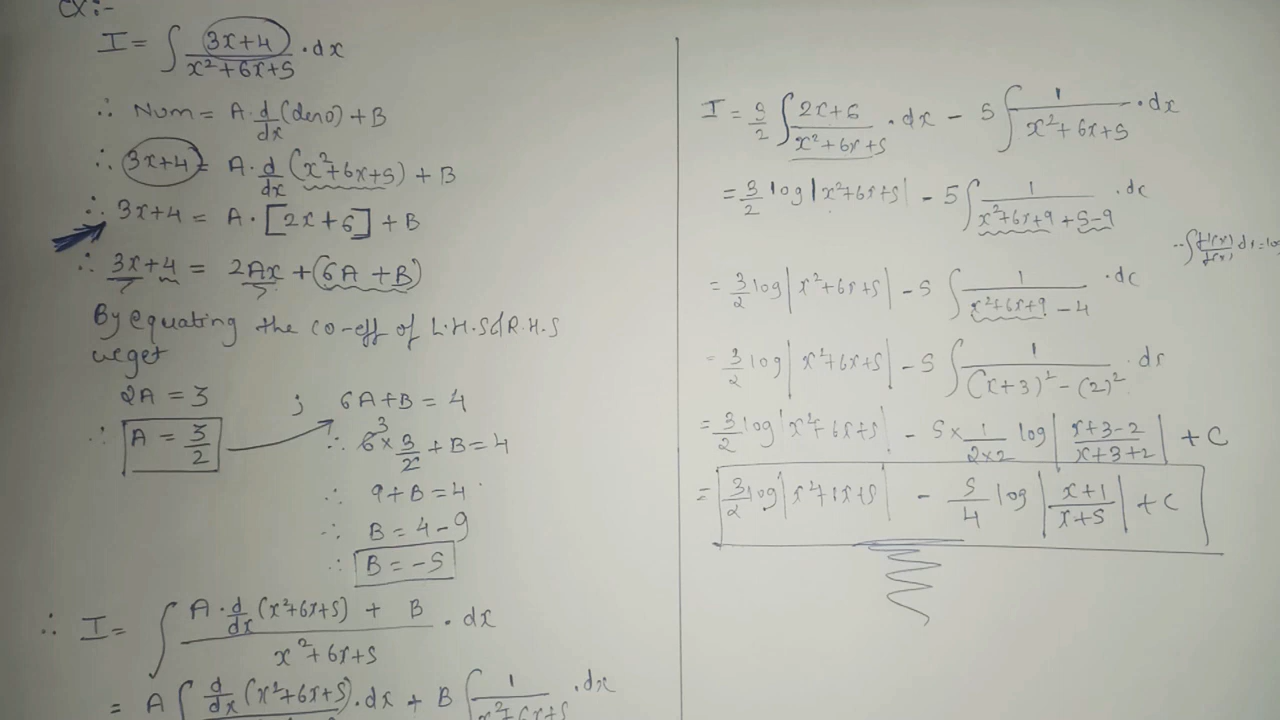 Ex:-
I = ∫ (3x+4)/(x²+6x+5) · dx
∴ Num = A · d/dx (deno) + B
∴ 3x+4 = A · d/dx (x²+6x+5) + B
∴ 3x+4 = A · [2x+6] + B
∴ 3x+4 = 2Ax + (6A+B)
By equating the co-eff of L.H.S & R.H.S
we get
2A = 3 ; 6A+B = 4
∴ A = 3/2 ∴ 6 3 × 3/2 + B = 4
∴ 9+B = 4
∴ B = 4-9
∴ B = -5
∴ I = ∫ (A · d/dx (x²+6x+5) + B)/(x²+6x+5) · dx
= A ∫ d/dx (x²+6x+5) · dx + B ∫ 1/(x²+6x+5) · dx
I = 3/2 ∫ (2x+6)/(x²+6x+5) · dx - 5 ∫ 1/(x²+6x+5) · dx
= 3/2 log|x²+6x+5| - 5 ∫ 1/(x²+6x+9+5-9) · dx
∵ ∫ f'(x)/f(x) dx = log
= 3/2 log|x²+6x+5| - 5 ∫ 1/(x²+6x+9-4) · dx
= 3/2 log|x²+6x+5| - 5 ∫ 1/((x+3)²-(2)²) · dx
= 3/2 log|x²+6x+5| - 5 × 1/(2×2) log|(x+3-2)/(x+3+2)| + C
= 3/2 log|x²+6x+5| - 5/4 log|(x+1)/(x+5)| + C